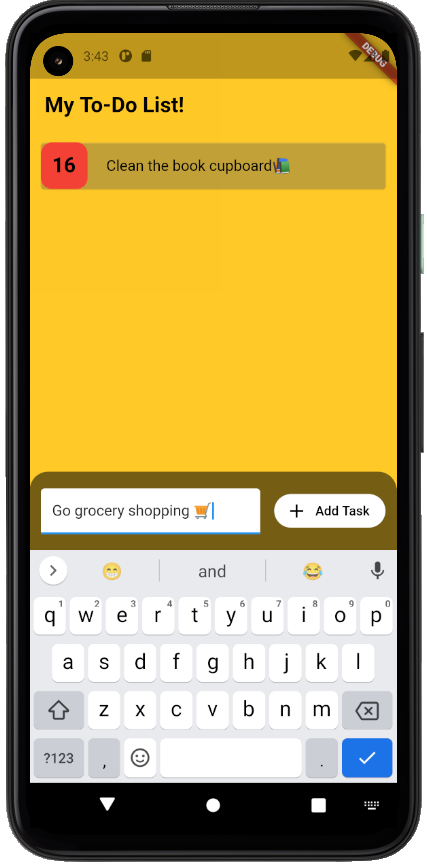 3:43
DEBUG
My To-Do List!
16 Clean the book cupboard📚
Go grocery shopping 🛒
+ Add Task
😁 and 😂
q1 w2 e3 r4 t5 y6 u7 i8 o9 p0
a s d f g h j k l
z x c v b n m
?123 , .